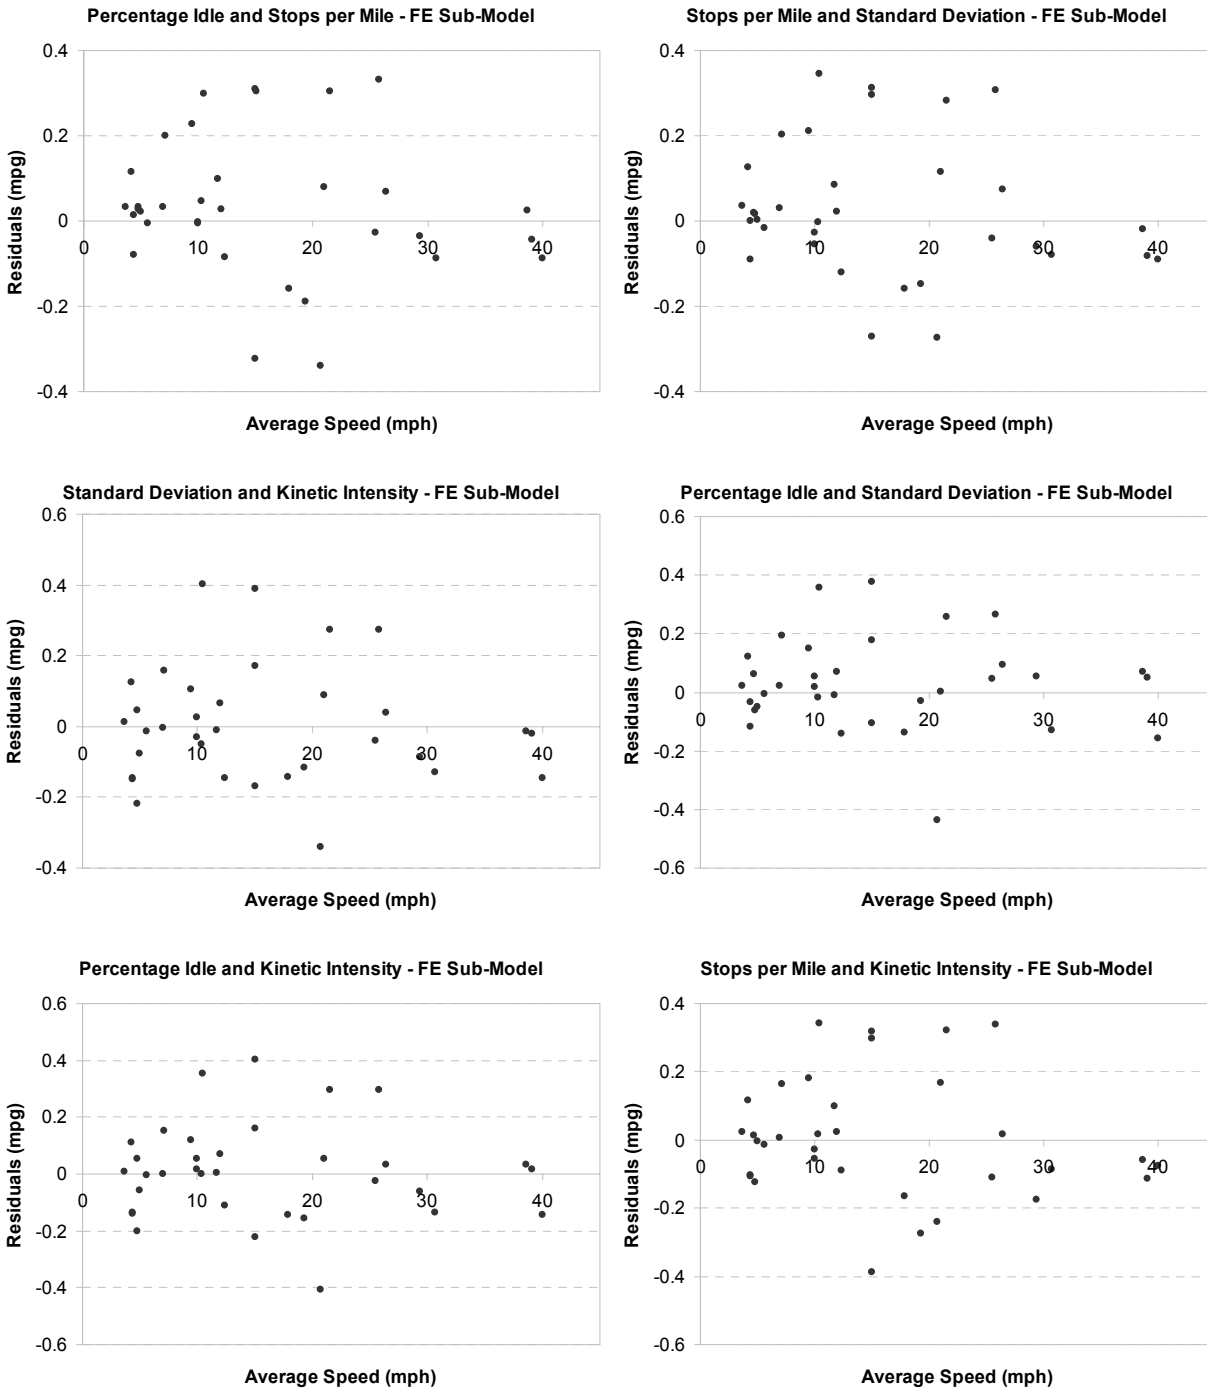 Percentage Idle and Stops per Mile - FE Sub-Model
0.4
0.2
0
-0.2
-0.4
0 10 20 30 40
Residuals (mpg)
Average Speed (mph)
Stops per Mile and Standard Deviation - FE Sub-Model
0.4
0.2
0
-0.2
-0.4
0 10 20 30 40
Residuals (mpg)
Average Speed (mph)
Standard Deviation and Kinetic Intensity - FE Sub-Model
0.6
0.4
0.2
0
-0.2
-0.4
0 10 20 30 40
Residuals (mpg)
Average Speed (mph)
Percentage Idle and Standard Deviation - FE Sub-Model
0.6
0.4
0.2
0
-0.2
-0.4
-0.6
0 10 20 30 40
Residuals (mpg)
Average Speed (mph)
Percentage Idle and Kinetic Intensity - FE Sub-Model
0.6
0.4
0.2
0
-0.2
-0.4
-0.6
0 10 20 30 40
Residuals (mpg)
Average Speed (mph)
Stops per Mile and Kinetic Intensity - FE Sub-Model
0.4
0.2
0
-0.2
-0.4
-0.6
0 10 20 30 40
Residuals (mpg)
Average Speed (mph)